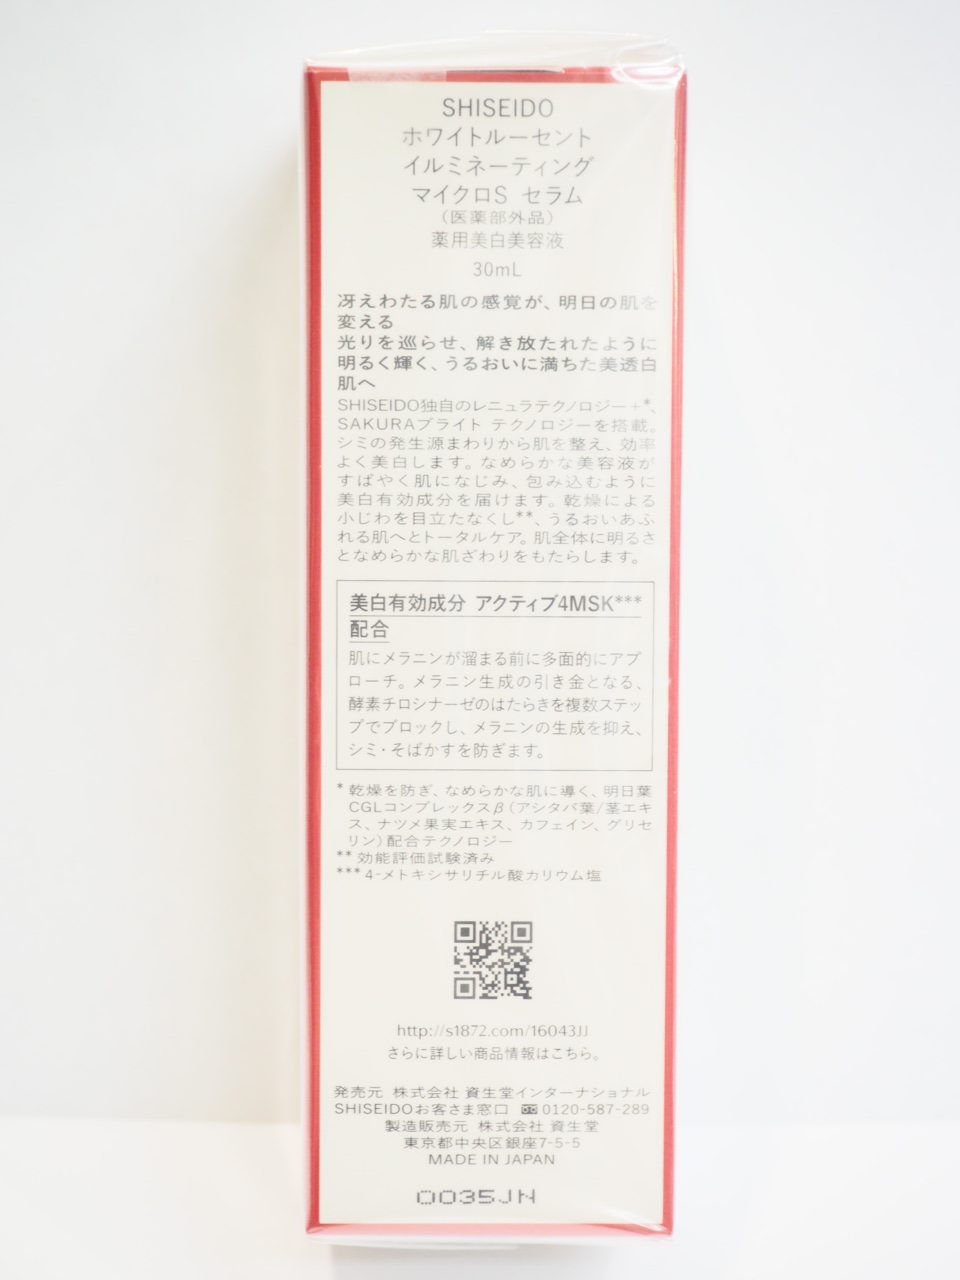 SHISEIDO
ホワイトルーセント
イルミネーティング
マイクロS セラム
（医薬部外品）
薬用美白美容液
30mL
冴えわたる肌の感覚が、明日の肌を
変える
光りを巡らせ、解き放たれたように
明るく輝く、うるおいに満ちた美透白
肌へ
SHISEIDO独自のレニュラテクノロジー+*、
SAKURAブライト テクノロジーを搭載。
シミの発生源まわりから肌を整え、効率
よく美白します。なめらかな美容液が
すばやく肌になじみ、包み込むように
美白有効成分を届けます。乾燥による
小じわを目立たなくし**、うるおいあふ
れる肌へとトータルケア。肌全体に明るさ
となめらかな肌ざわりをもたらします。
美白有効成分 アクティブ4MSK***
配合
肌にメラニンが溜まる前に多面的にアプ
ローチ。メラニン生成の引き金となる、
酵素チロシナーゼのはたらきを複数ステッ
プでブロックし、メラニンの生成を抑え、
シミ・そばかすを防ぎます。
* 乾燥を防ぎ、なめらかな肌に導く、明日葉
CGLコンプレックスβ（アシタバ葉/茎エキ
ス、ナツメ果実エキス、カフェイン、グリセ
リン）配合テクノロジー
** 効能評価試験済み
*** 4-メトキシサリチル酸カリウム塩
http://s1872.com/16043JJ
さらに詳しい商品情報はこちら。
発売元 株式会社 資生堂インターナショナル
SHISEIDOお客さま窓口 0120-587-289
製造販売元 株式会社 資生堂
東京都中央区銀座7-5-5
MADE IN JAPAN
0035JN